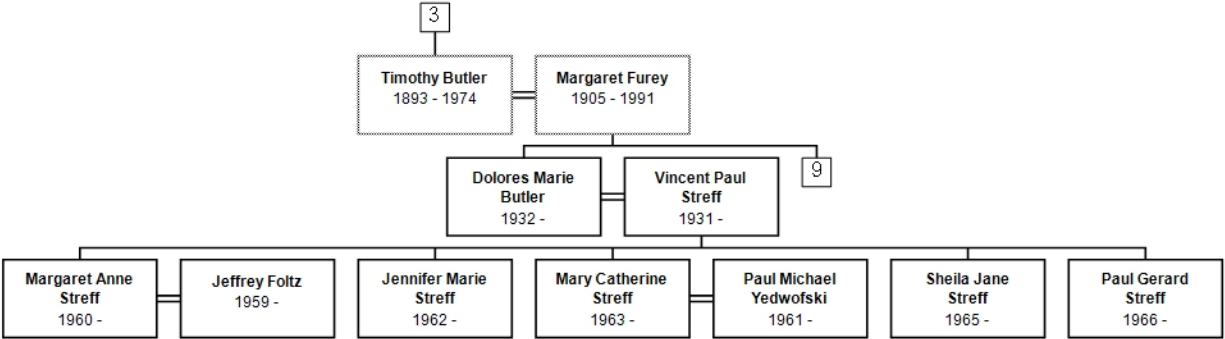 3
Timothy Butler
1893 - 1974
Margaret Furey
1905 - 1991
Dolores Marie
Butler
1932 -
Vincent Paul
Streff
1931 -
9
Margaret Anne
Streff
1960 -
Jeffrey Foltz
1959 -
Jennifer Marie
Streff
1962 -
Mary Catherine
Streff
1963 -
Paul Michael
Yedwofski
1961 -
Sheila Jane
Streff
1965 -
Paul Gerard
Streff
1966 -